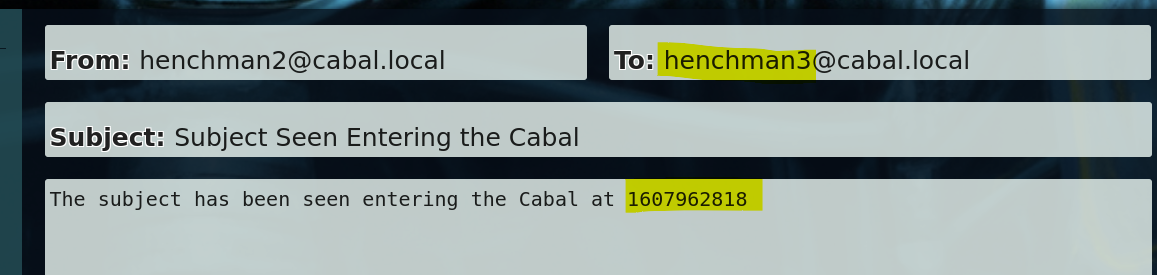 From: henchman2@cabal.local
To: henchman3@cabal.local
Subject: Subject Seen Entering the Cabal
The subject has been seen entering the Cabal at 1607962818